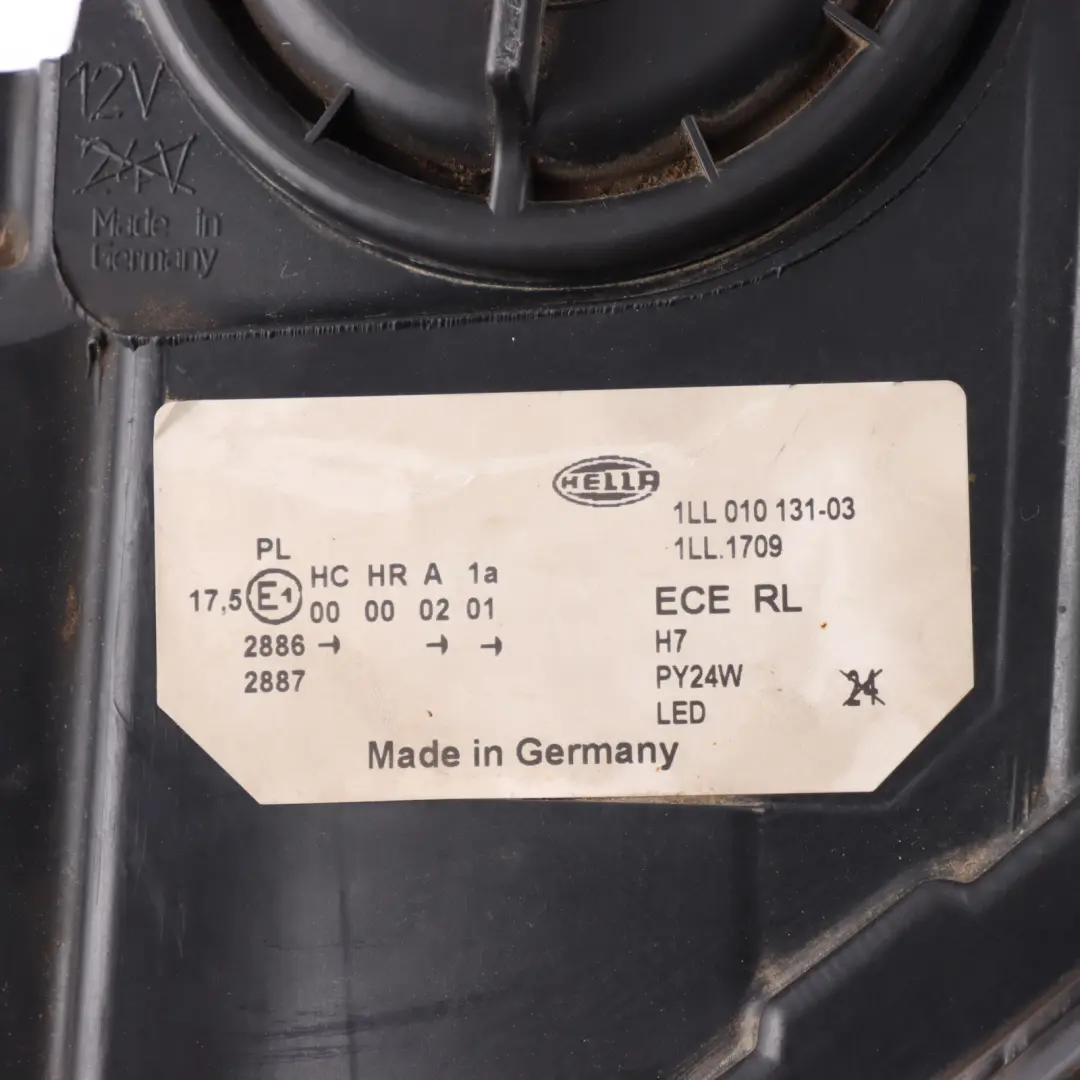 12V
24V
Made in
Germany
HELLA
1LL 010 131-03
1LL.1709
PL
HC HR A 1a
17,5 E1 00 00 02 01
2886 → → →
2887
ECE RL
H7
PY24W
LED
24
Made in Germany